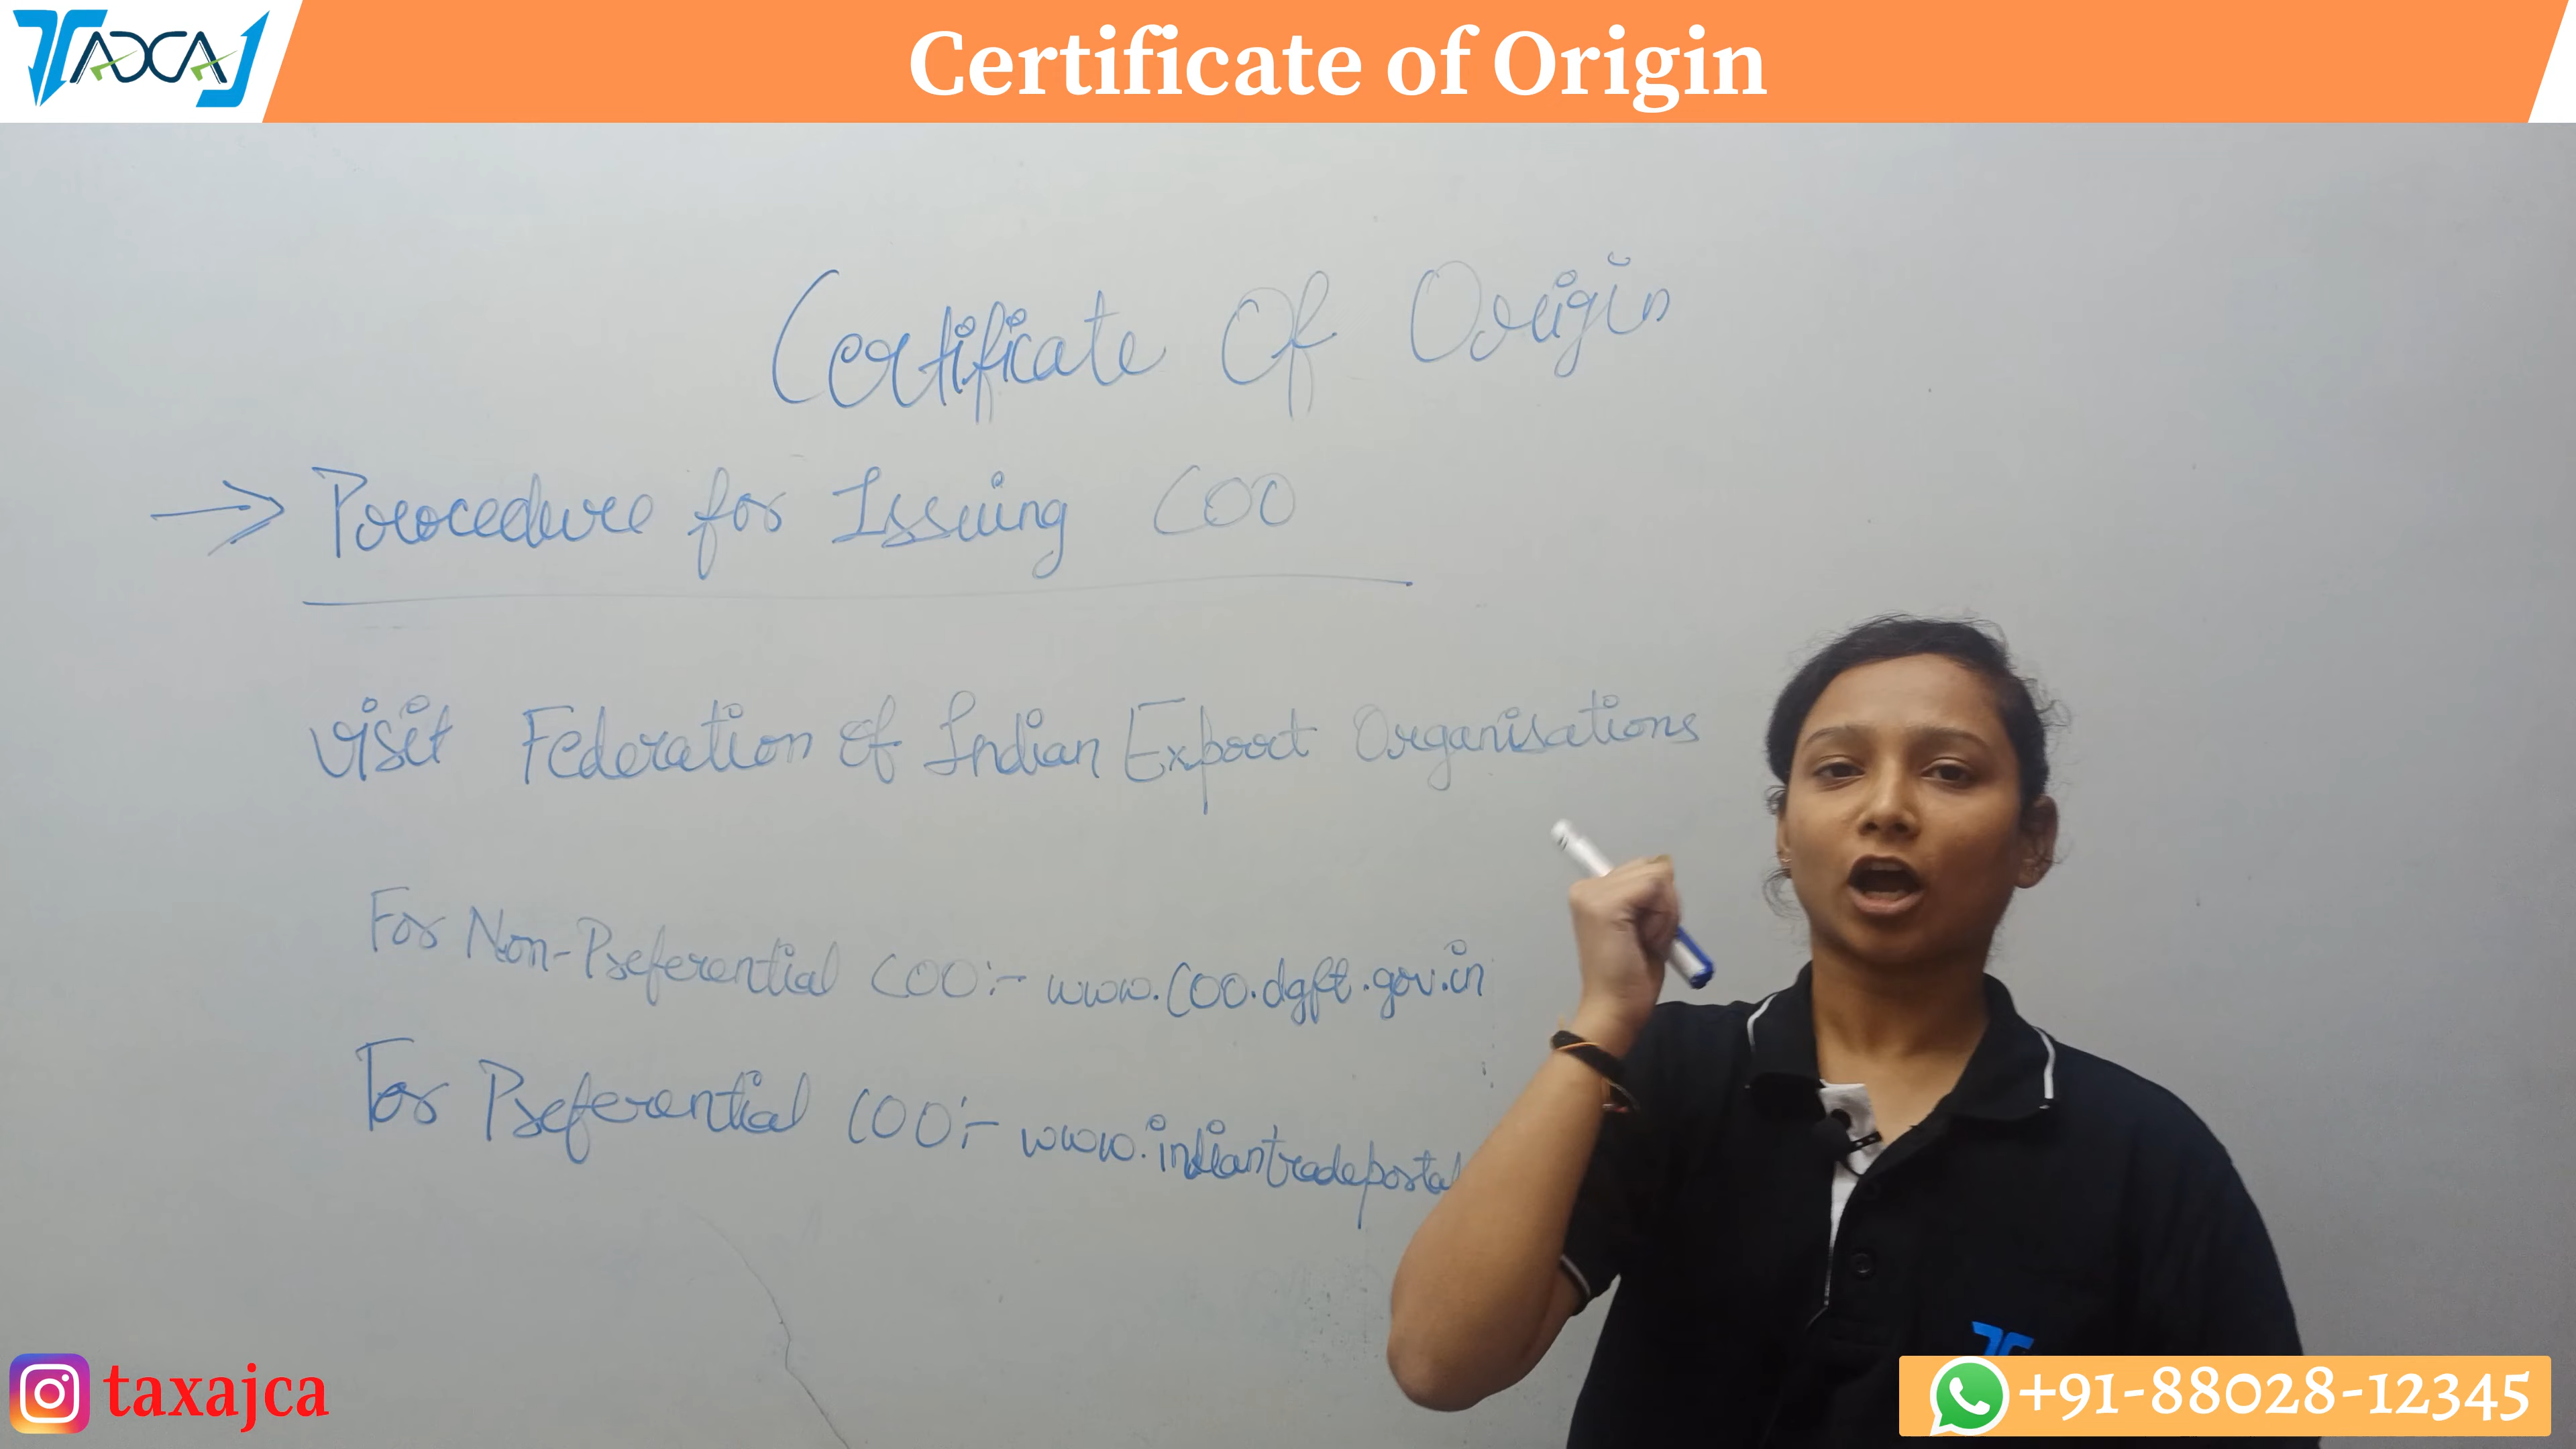 TAXAJ
Certificate of Origin
Certificate Of Origin
→ Procedure for Issuing COO
Visit Federation of Indian Export Organisations
For Non-Preferential COO:- www.coo.dgft.gov.in
For Preferential COO:- www.indiantradeportal
taxajca
+91-88028-12345